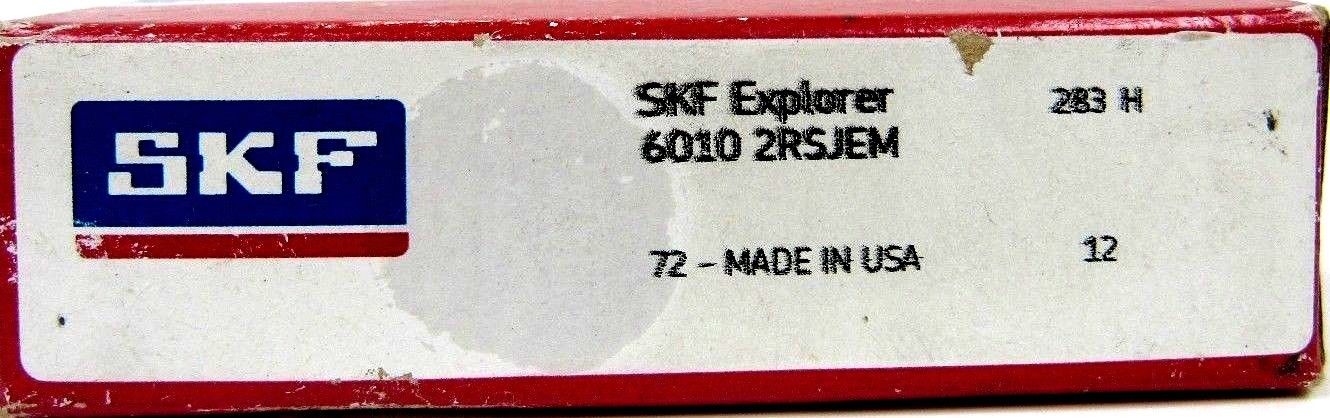 SKF
SKF Explorer 283 H
6010 2RSJEM
72 - MADE IN USA 12